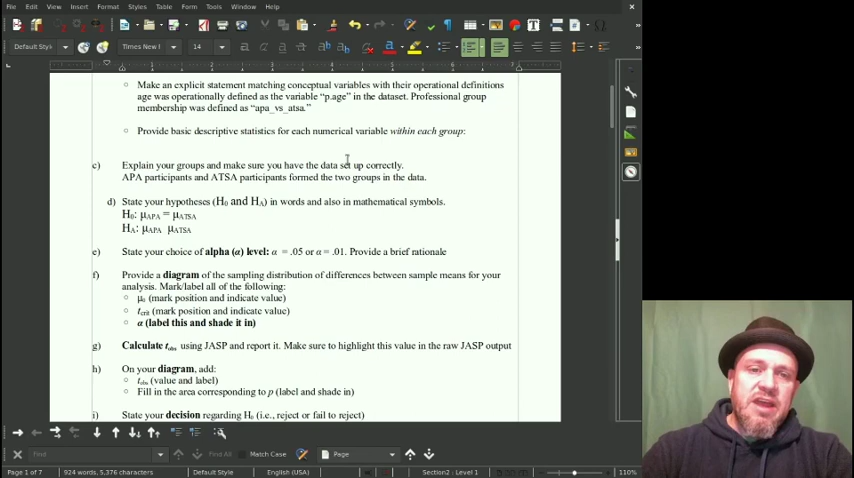 File Edit View Insert Format Styles Table Form Tools Window Help
Default Styl Times New I 14
1 2 3 4 5 6 7
○ Make an explicit statement matching conceptual variables with their operational definitions
age was operationally defined as the variable “p.age” in the dataset. Professional group
membership was defined as “apa_vs_atsa.”
○ Provide basic descriptive statistics for each numerical variable within each group:
c) Explain your groups and make sure you have the data set up correctly.
APA participants and ATSA participants formed the two groups in the data.
d) State your hypotheses (H0 and HA) in words and also in mathematical symbols.
H0: μAPA = μATSA
HA: μAPA μATSA
e) State your choice of alpha (α) level: α = .05 or α = .01. Provide a brief rationale
f) Provide a diagram of the sampling distribution of differences between sample means for your
analysis. Mark/label all of the following:
○ μ0 (mark position and indicate value)
○ tcrit (mark position and indicate value)
○ α (label this and shade it in)
g) Calculate tobs using JASP and report it. Make sure to highlight this value in the raw JASP output
h) On your diagram, add:
○ tobs (value and label)
○ Fill in the area corresponding to p (label and shade in)
i) State your decision regarding H0 (i.e., reject or fail to reject)
Find Find All Match Case Page
Page 1 of 7 924 words, 5,376 characters Default Style English (USA) Section2 : Level 1 110%